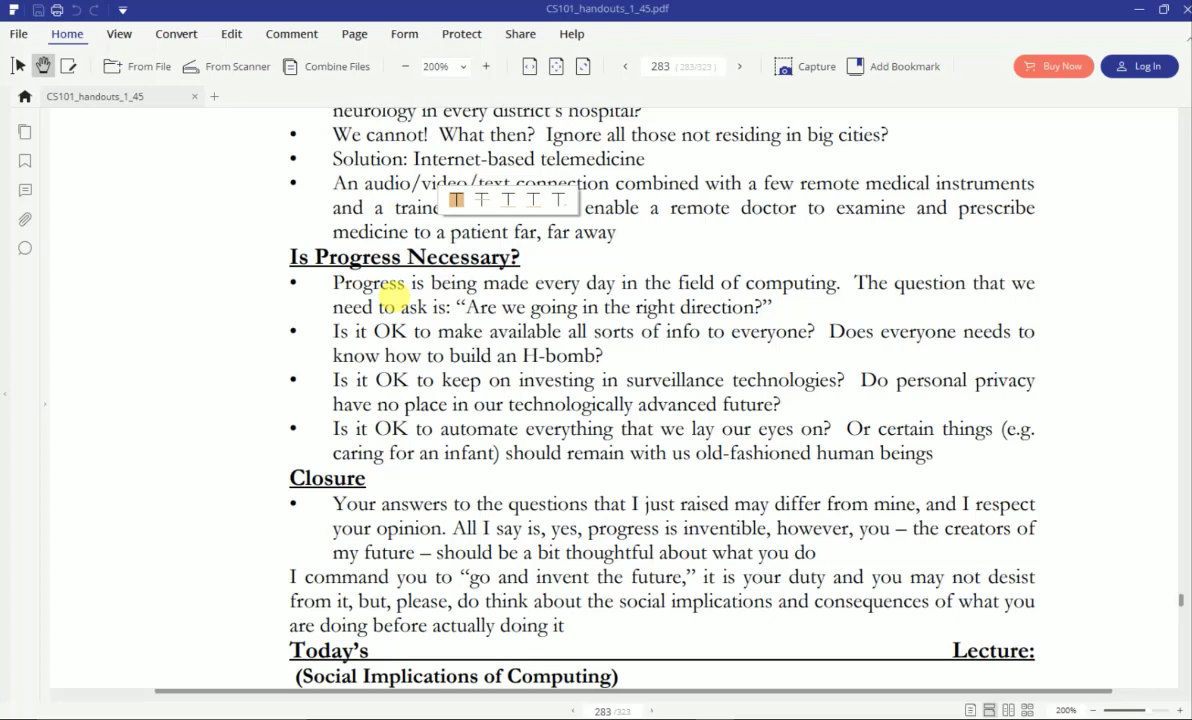 CS101_handouts_1_45.pdf
File Home View Convert Edit Comment Page Form Protect Share Help
200% 283 (283/323)
From File From Scanner Combine Files Capture Add Bookmark Buy Now Log In
CS101_handouts_1_45
neurology in every district's hospital?
• We cannot! What then? Ignore all those not residing in big cities?
• Solution: Internet-based telemedicine
• An audio/video/text connection combined with a few remote medical instruments
and a traine enable a remote doctor to examine and prescribe
medicine to a patient far, far away
Is Progress Necessary?
• Progress is being made every day in the field of computing. The question that we
need to ask is: “Are we going in the right direction?”
• Is it OK to make available all sorts of info to everyone? Does everyone needs to
know how to build an H-bomb?
• Is it OK to keep on investing in surveillance technologies? Do personal privacy
have no place in our technologically advanced future?
• Is it OK to automate everything that we lay our eyes on? Or certain things (e.g.
caring for an infant) should remain with us old-fashioned human beings
Closure
• Your answers to the questions that I just raised may differ from mine, and I respect
your opinion. All I say is, yes, progress is inventible, however, you – the creators of
my future – should be a bit thoughtful about what you do
I command you to “go and invent the future,” it is your duty and you may not desist
from it, but, please, do think about the social implications and consequences of what you
are doing before actually doing it
Today's Lecture:
(Social Implications of Computing)
283 /323 200%